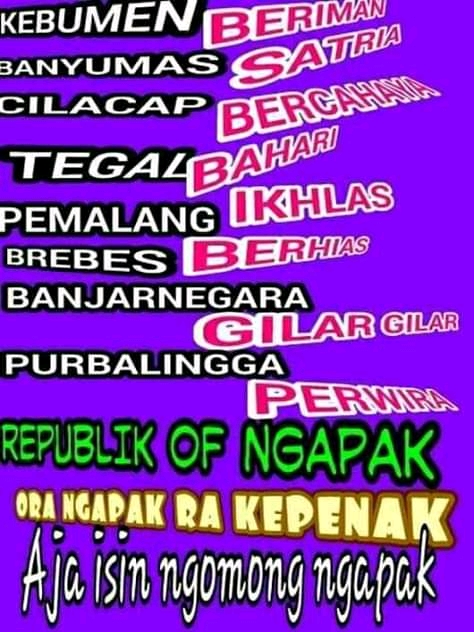 KEBUMEN BERIMAN
BANYUMAS SATRIA
CILACAP BERCAHAYA
TEGAL BAHARI
PEMALANG IKHLAS
BREBES BERHIAS
BANJARNEGARA
GILAR GILAR
PURBALINGGA
PERWIRA
REPUBLIK OF NGAPAK
ORA NGAPAK RA KEPENAK
Aja isin ngomong ngapak